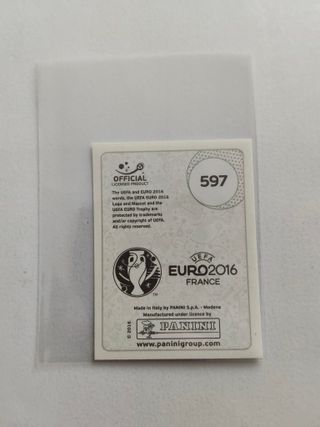 OFFICIAL
LICENSED PRODUCT
597
The UEFA and EURO 2016
words, the UEFA EURO 2016
Logo and Mascot and the
UEFA EURO Trophy are
protected by trademarks
and/or copyright of UEFA.
All rights reserved.
UEFA
EURO2016
FRANCE
TM
Made in Italy by PANINI S.p.A. - Modena
Manufactured under licence by
© 2016
PANINI
www.paninigroup.com